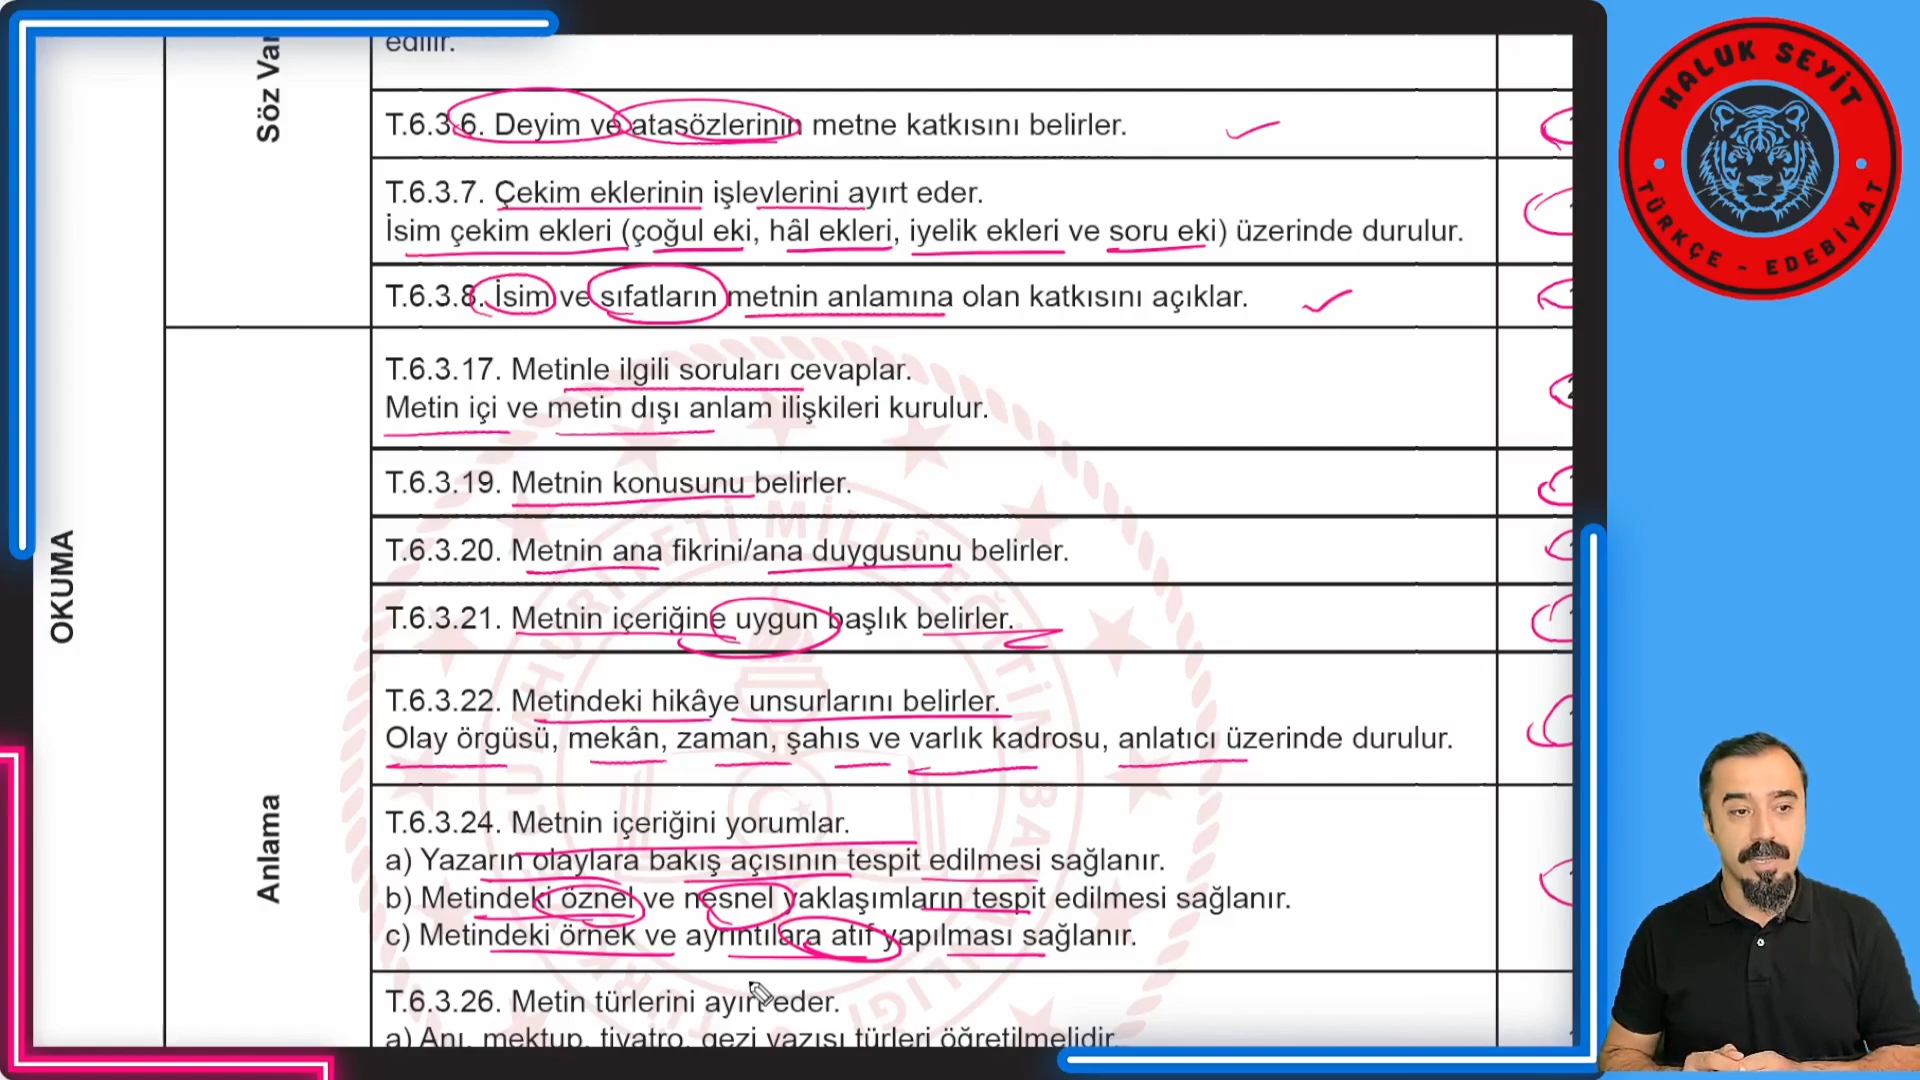 edilir.
Söz Var
T.6.3.6. Deyim ve atasözlerinin metne katkısını belirler.
T.6.3.7. Çekim eklerinin işlevlerini ayırt eder.
İsim çekim ekleri (çoğul eki, hâl ekleri, iyelik ekleri ve soru eki) üzerinde durulur.
T.6.3.8. İsim ve sıfatların metnin anlamına olan katkısını açıklar.
OKUMA
Anlama
T.6.3.17. Metinle ilgili soruları cevaplar.
Metin içi ve metin dışı anlam ilişkileri kurulur.
T.6.3.19. Metnin konusunu belirler.
T.6.3.20. Metnin ana fikrini/ana duygusunu belirler.
T.6.3.21. Metnin içeriğine uygun başlık belirler.
T.6.3.22. Metindeki hikâye unsurlarını belirler.
Olay örgüsü, mekân, zaman, şahıs ve varlık kadrosu, anlatıcı üzerinde durulur.
T.6.3.24. Metnin içeriğini yorumlar.
a) Yazarın olaylara bakış açısının tespit edilmesi sağlanır.
b) Metindeki öznel ve nesnel yaklaşımların tespit edilmesi sağlanır.
c) Metindeki örnek ve ayrıntılara atıf yapılması sağlanır.
T.6.3.26. Metin türlerini ayırt eder.
a) Anı, mektup, tiyatro, gezi yazısı türleri öğretilmelidir.
HALUK SEYİT
TÜRKÇE - EDEBİYAT